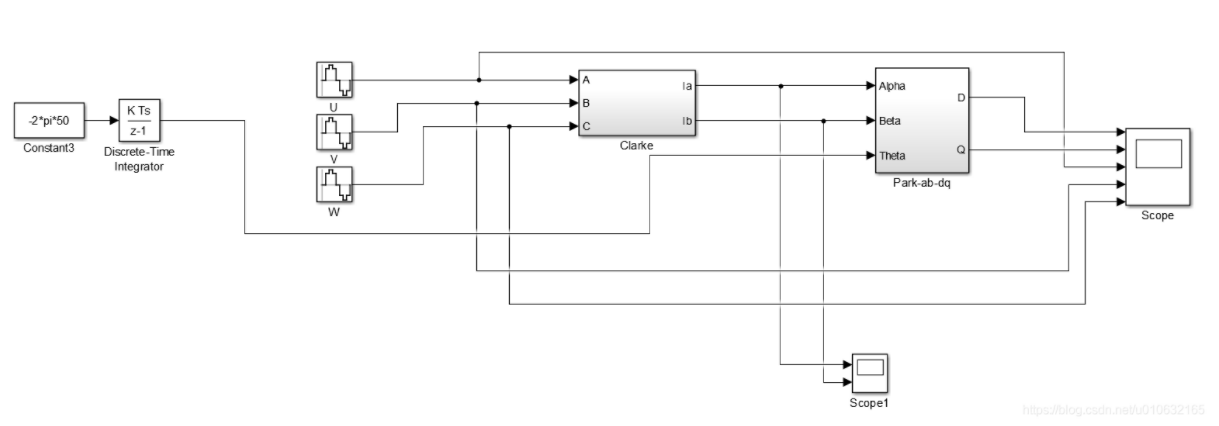 -2*pi*50
Constant3
K Ts
z-1
Discrete-Time
Integrator
U
V
W
A
B
C
Ia
Ib
Clarke
Alpha
Beta
Theta
D
Q
Park-ab-dq
Scope
Scope1
https://blog.csdn.net/u010632165